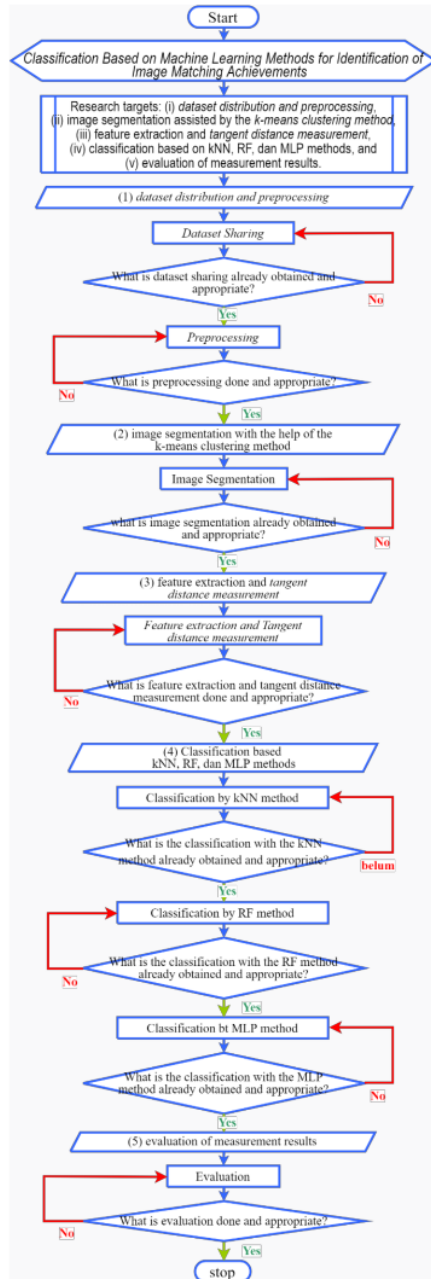 Start
Classification Based on Machine Learning Methods for Identification of
Image Matching Achievements
Research targets: (i) dataset distribution and preprocessing,
(ii) image segmentation assisted by the k-means clustering method,
(iii) feature extraction and tangent distance measurement,
(iv) classification based on kNN, RF, dan MLP methods, and
(v) evaluation of measurement results.
(1) dataset distribution and preprocessing
Dataset Sharing
What is dataset sharing already obtained and
appropriate?
No
Yes
Preprocessing
What is preprocessing done and appropriate?
No
Yes
(2) image segmentation with the help of the
k-means clustering method
Image Segmentation
what is image segmentation already obtained
and appropriate?
No
Yes
(3) feature extraction and tangent
distance measurement
Feature extraction and Tangent
distance measurement
What is feature extraction and tangent distance
measurement done and appropriate?
No
Yes
(4) Classification based
kNN, RF, dan MLP methods
Classification by kNN method
What is the classification with the kNN
method already obtained and appropriate?
belum
Yes
Classification by RF method
What is the classification with the RF method
already obtained and appropriate?
No
Yes
Classification bt MLP method
What is the classification with the MLP
method already obtained and appropriate?
No
Yes
(5) evaluation of measurement results
Evaluation
What is evaluation done and appropriate?
No
Yes
stop